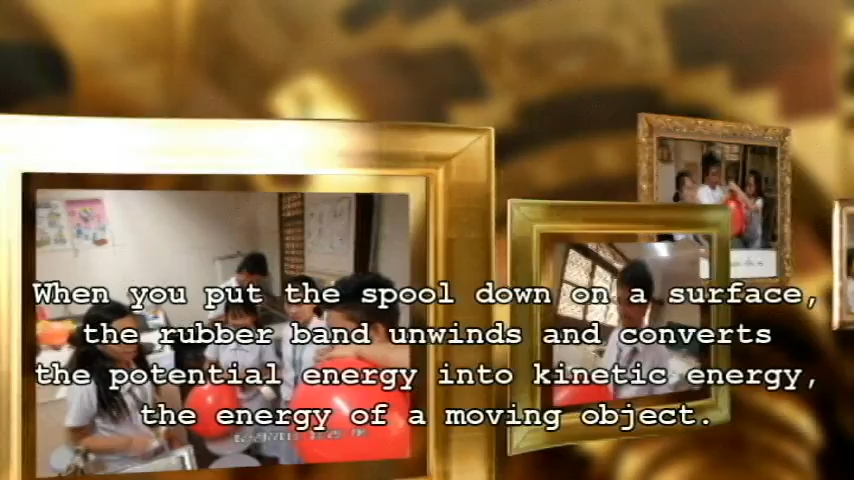 When you put the spool down on a surface,
the rubber band unwinds and converts
the potential energy into kinetic energy,
the energy of a moving object.